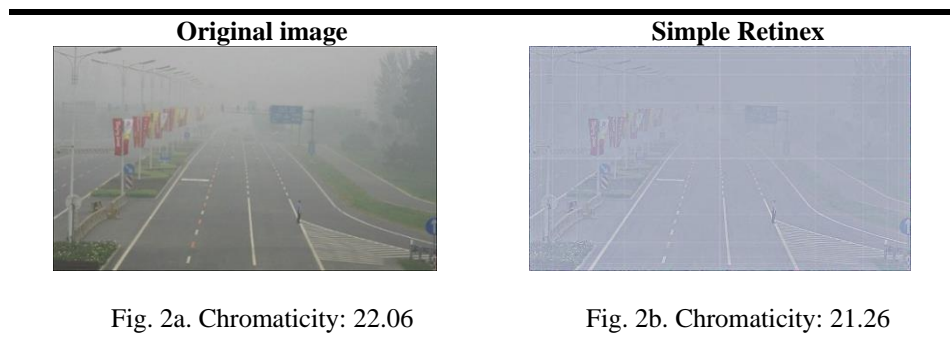 Original image
Simple Retinex
Fig. 2a. Chromaticity: 22.06
Fig. 2b. Chromaticity: 21.26